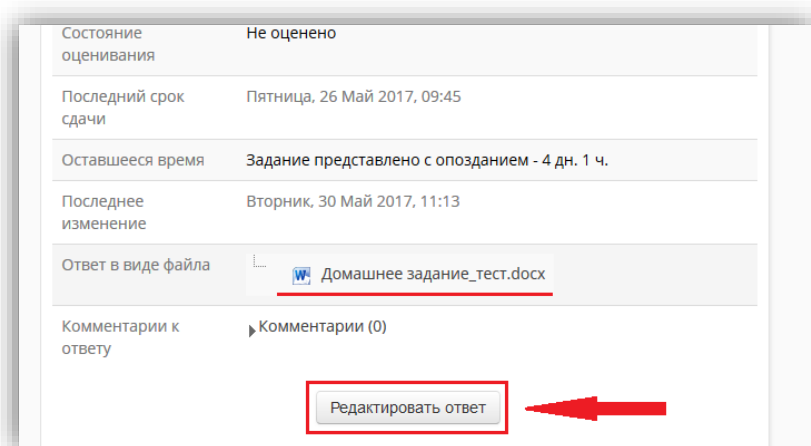 Состояние Не оценено
оценивания
Последний срок Пятница, 26 Май 2017, 09:45
сдачи
Оставшееся время Задание представлено с опозданием - 4 дн. 1 ч.
Последнее Вторник, 30 Май 2017, 11:13
изменение
Ответ в виде файла Домашнее задание_тест.docx
Комментарии к Комментарии (0)
ответу
Редактировать ответ